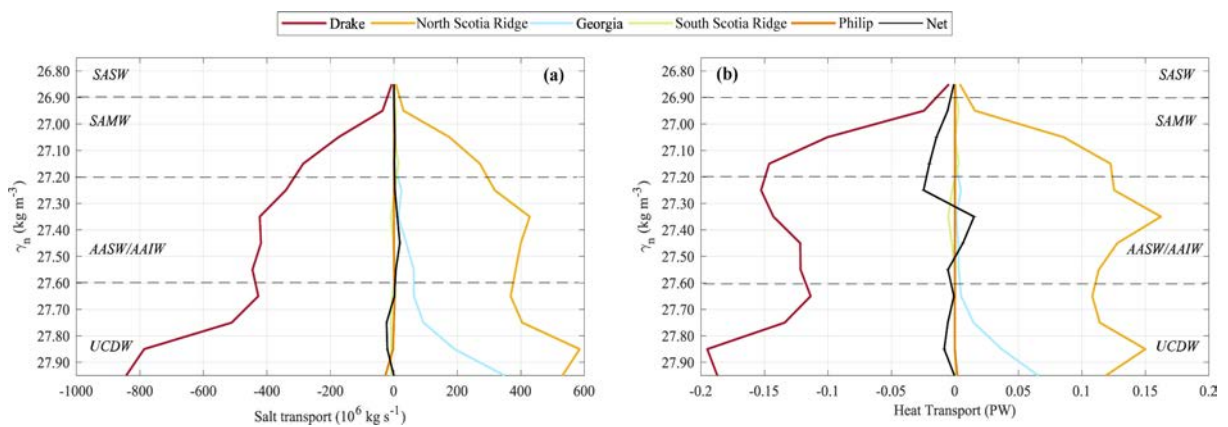 Drake North Scotia Ridge Georgia South Scotia Ridge Philip Net
(a)
SASW
SAMW
AASW/AAIW
UCDW
26.80
26.90
27.00
27.10
27.20
27.30
27.40
27.50
27.60
27.70
27.80
27.90
γn (kg m-3)
-1000 -800 -600 -400 -200 0 200 400 600
Salt transport (10⁶ kg s⁻¹)
(b)
SASW
SAMW
AASW/AAIW
UCDW
26.80
26.90
27.00
27.10
27.20
27.30
27.40
27.50
27.60
27.70
27.80
27.90
γn (kg m-3)
-0.2 -0.15 -0.1 -0.05 0 0.05 0.1 0.15 0.2
Heat Transport (PW)